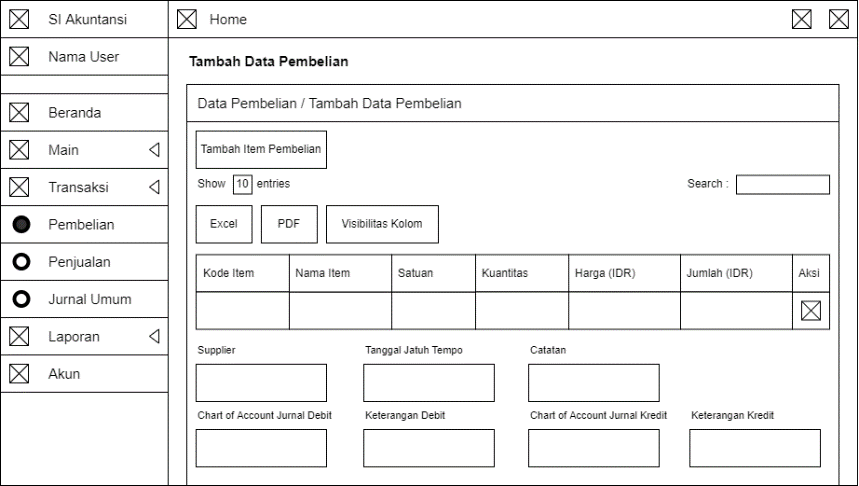 SI Akuntansi
Home
Nama User
Tambah Data Pembelian
Data Pembelian / Tambah Data Pembelian
Beranda
Main
Transaksi
Pembelian
Penjualan
Jurnal Umum
Laporan
Akun
Tambah Item Pembelian
Show 10 entries
Search :
Excel PDF Visibilitas Kolom
Kode Item Nama Item Satuan Kuantitas Harga (IDR) Jumlah (IDR) Aksi
Supplier Tanggal Jatuh Tempo Catatan
Chart of Account Jurnal Debit Keterangan Debit Chart of Account Jurnal Kredit Keterangan Kredit